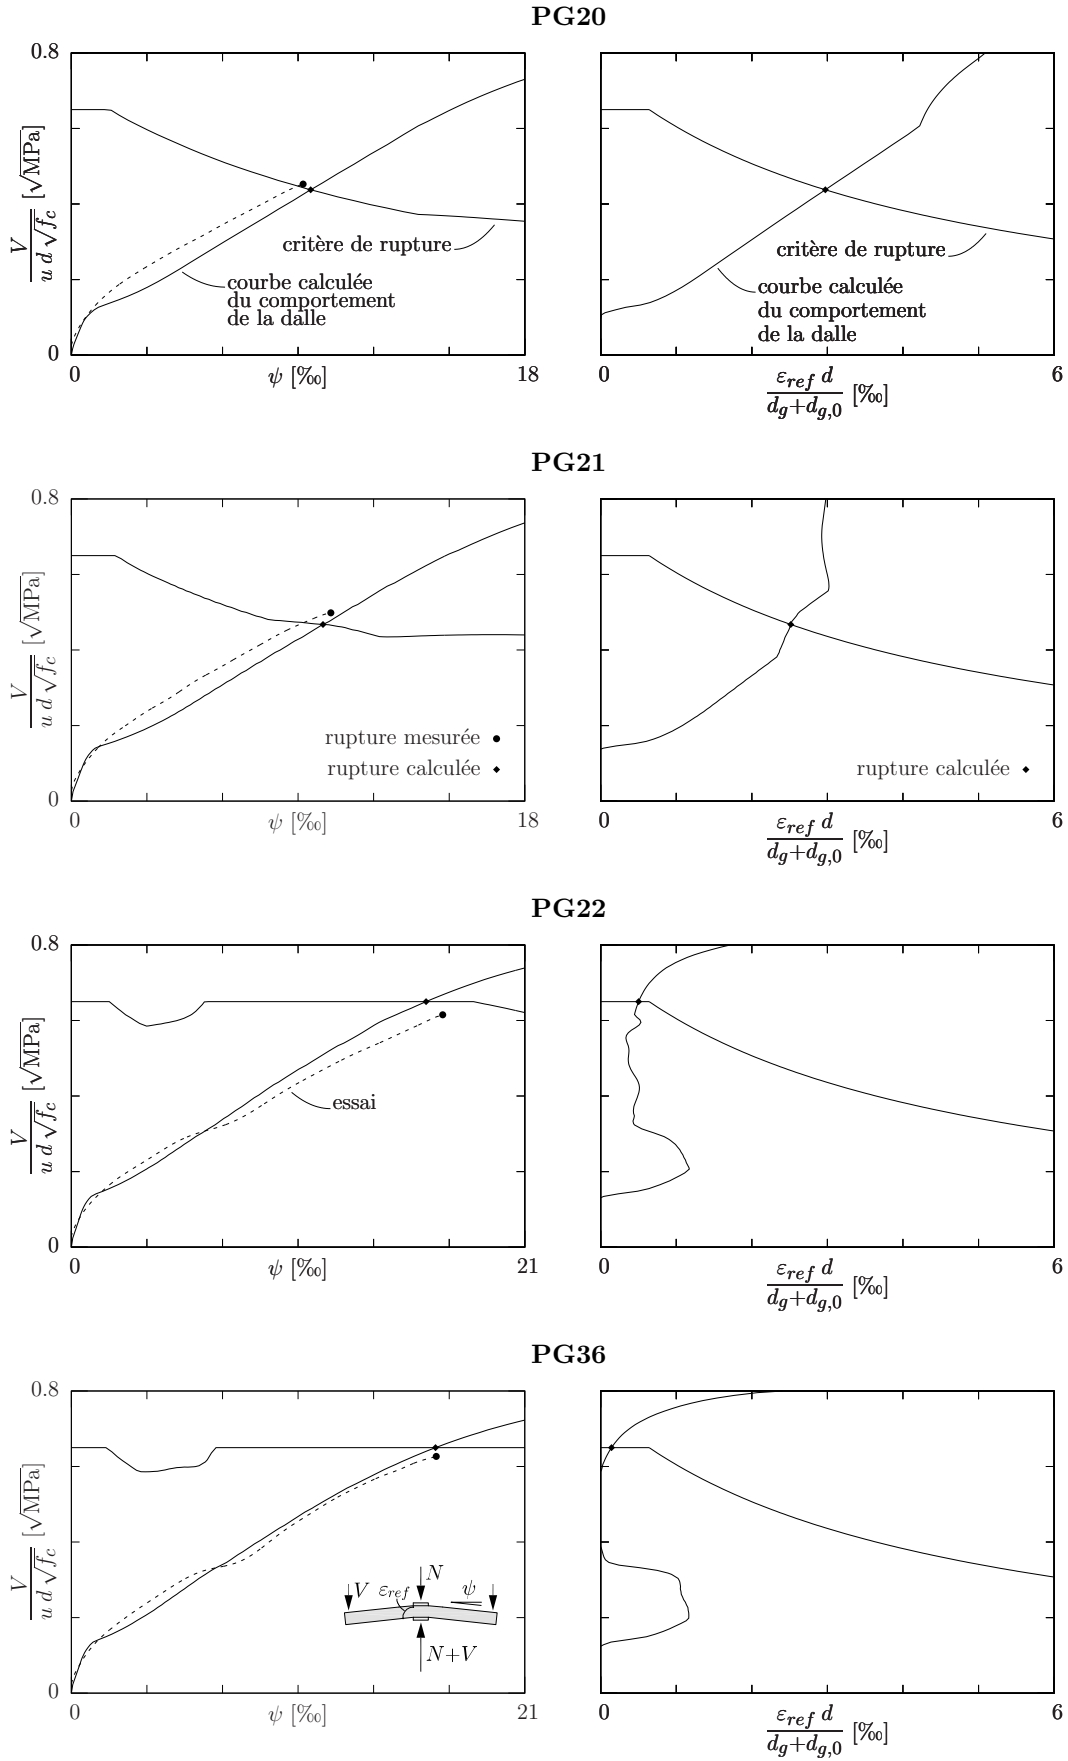 PG20
0.8
V
u d √f_c [√MPa]
critère de rupture
courbe calculée
du comportement
de la dalle
0
0
ψ [‰]
18
critère de rupture
courbe calculée
du comportement
de la dalle
0
ε_ref d
d_g+d_g,0 [‰]
6
PG21
0.8
V
u d √f_c [√MPa]
rupture mesurée
rupture calculée
0
0
ψ [‰]
18
rupture calculée
0
ε_ref d
d_g+d_g,0 [‰]
6
PG22
0.8
V
u d √f_c [√MPa]
essai
0
0
ψ [‰]
21
0
ε_ref d
d_g+d_g,0 [‰]
6
PG36
0.8
V
u d √f_c [√MPa]
N
V
ε_ref
ψ
N+V
0
0
ψ [‰]
21
0
ε_ref d
d_g+d_g,0 [‰]
6